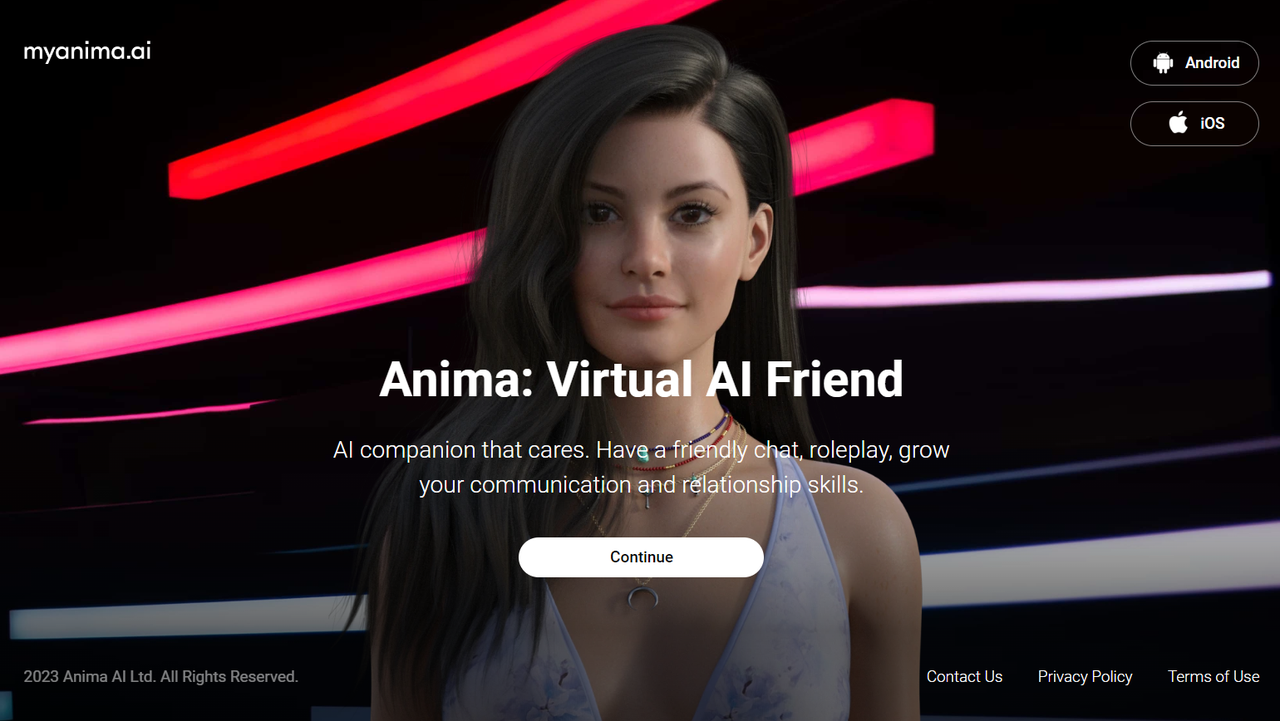 myanima.ai
Android
iOS
Anima: Virtual AI Friend
AI companion that cares. Have a friendly chat, roleplay, grow
your communication and relationship skills.
Continue
2023 Anima AI Ltd. All Rights Reserved.
Contact Us
Privacy Policy
Terms of Use